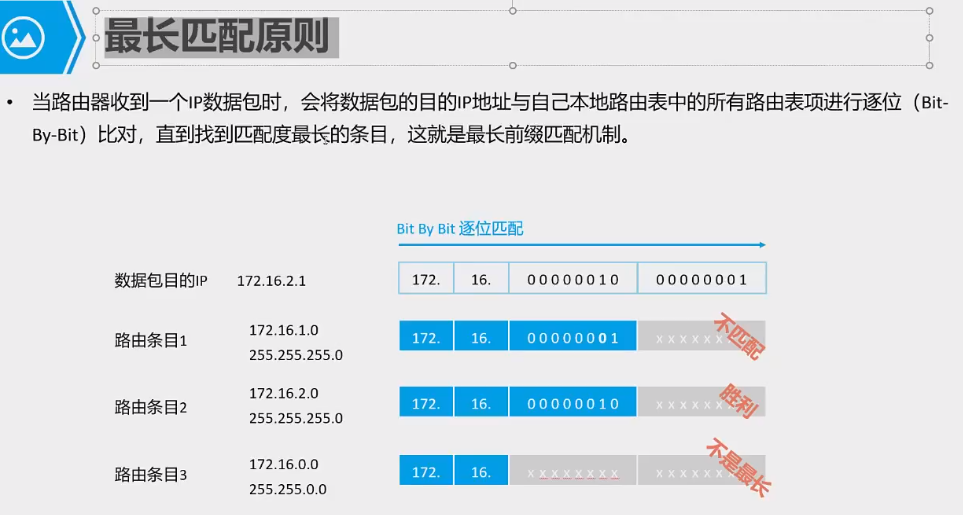 最长匹配原则
• 当路由器收到一个IP数据包时，会将数据包的目的IP地址与自己本地路由表中的所有路由表项进行逐位（Bit-
By-Bit）比对，直到找到匹配度最长的条目，这就是最长前缀匹配机制。
Bit By Bit 逐位匹配
数据包目的IP 172.16.2.1 172. 16. 0 0 0 0 0 0 1 0 0 0 0 0 0 0 0 1
路由条目1 172.16.1.0 172. 16. 0 0 0 0 0 0 0 1 x x x x x x 不匹配
255.255.255.0
路由条目2 172.16.2.0 172. 16. 0 0 0 0 0 0 1 0 x x x x x x 胜利
255.255.255.0
路由条目3 172.16.0.0 172. 16. x x x x x x x x x x x x x x 不是最长
255.255.0.0